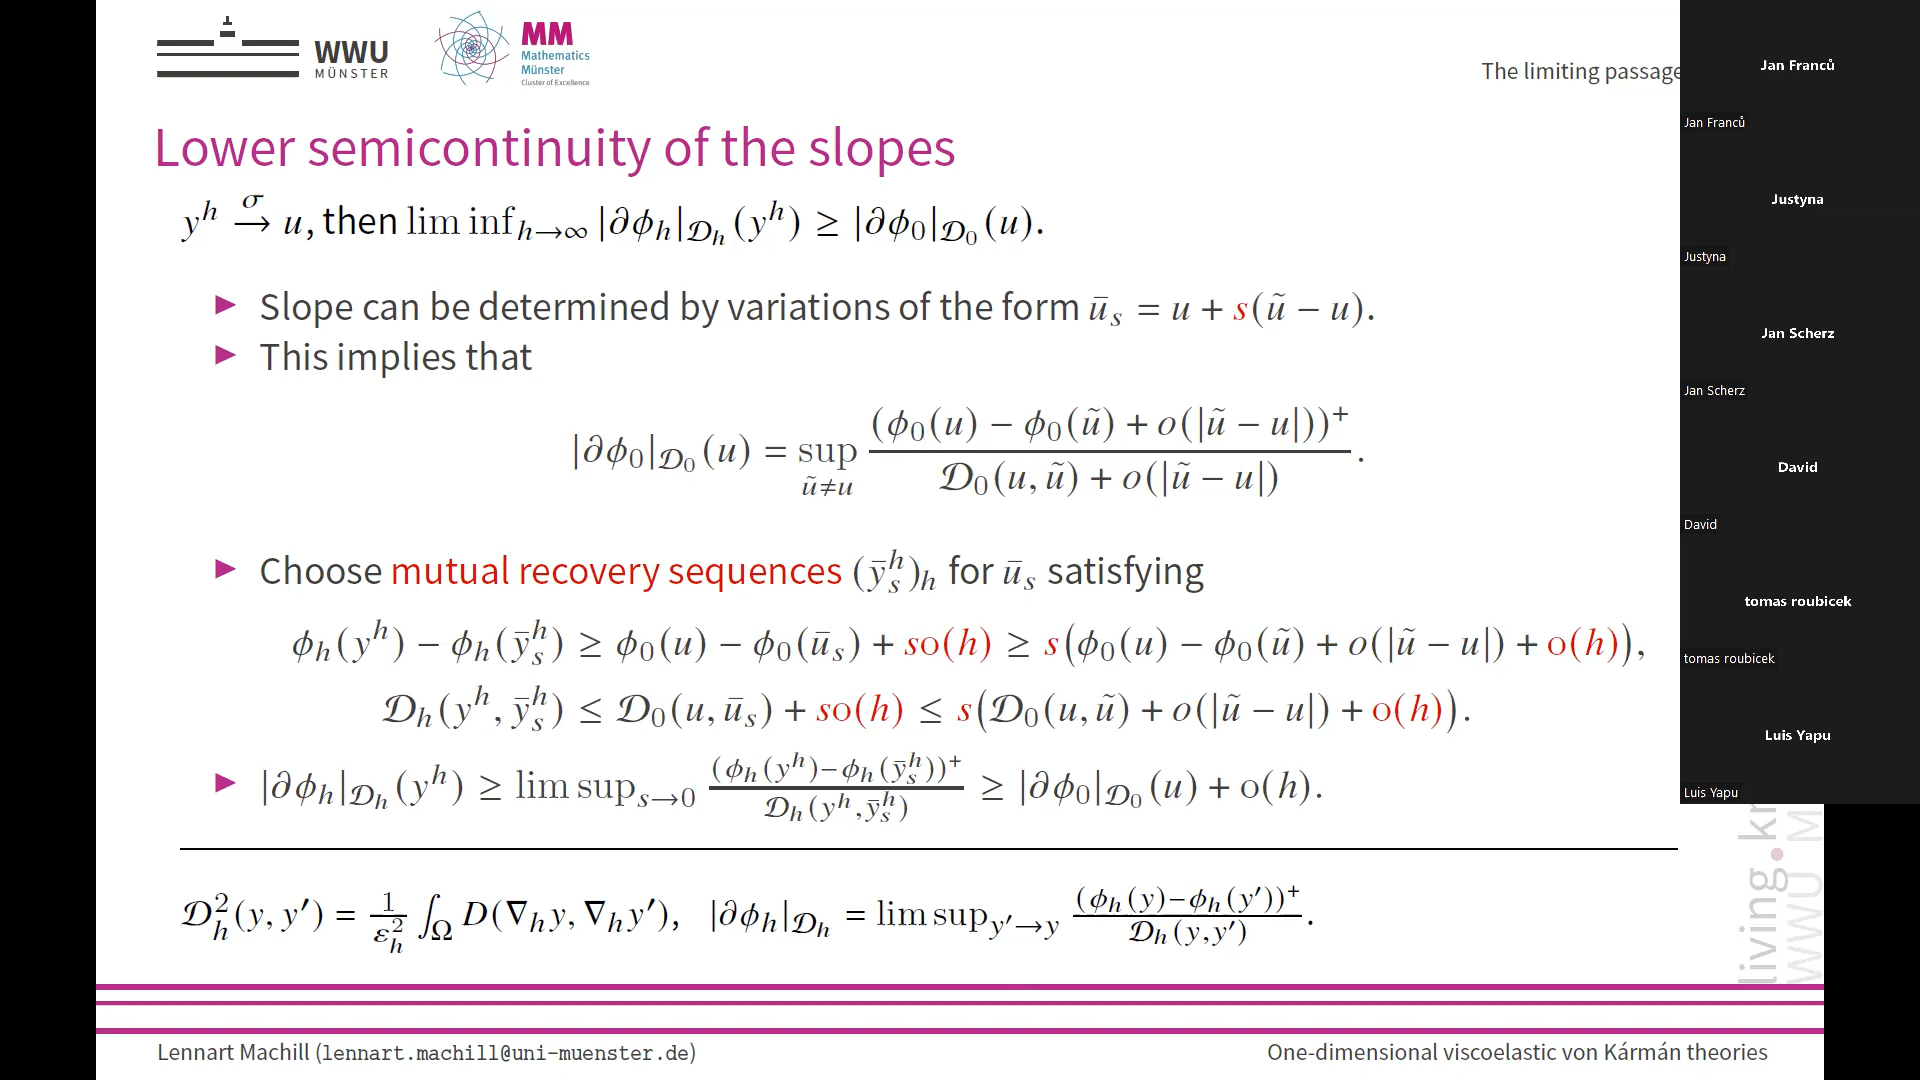 WWU
MÜNSTER
MM
Mathematics
Münster
Cluster of Excellence
The limiting passage
Lower semicontinuity of the slopes
y^h →^σ u, then lim inf_{h→∞} |∂ϕ_h|_{𝒟_h}(y^h) ≥ |∂ϕ_0|_{𝒟_0}(u).
▶ Slope can be determined by variations of the form ū_s = u + s(ũ − u).
▶ This implies that
|∂ϕ_0|_{𝒟_0}(u) = sup_{ũ≠u} (ϕ_0(u) − ϕ_0(ũ) + o(|ũ − u|))^+ / (𝒟_0(u, ũ) + o(|ũ − u|)).
▶ Choose mutual recovery sequences (ȳ_s^h)_h for ū_s satisfying
ϕ_h(y^h) − ϕ_h(ȳ_s^h) ≥ ϕ_0(u) − ϕ_0(ū_s) + so(h) ≥ s(ϕ_0(u) − ϕ_0(ũ) + o(|ũ − u|) + o(h)),
𝒟_h(y^h, ȳ_s^h) ≤ 𝒟_0(u, ū_s) + so(h) ≤ s(𝒟_0(u, ũ) + o(|ũ − u|) + o(h)).
▶ |∂ϕ_h|_{𝒟_h}(y^h) ≥ lim sup_{s→0} (ϕ_h(y^h)−ϕ_h(ȳ_s^h))^+ / 𝒟_h(y^h,ȳ_s^h) ≥ |∂ϕ_0|_{𝒟_0}(u) + o(h).
𝒟_h^2(y, y′) = 1/ε_h^2 ∫_Ω D(∇_h y, ∇_h y′), |∂ϕ_h|_{𝒟_h} = lim sup_{y′→y} (ϕ_h(y)−ϕ_h(y′))^+ / 𝒟_h(y,y′).
Lennart Machill (lennart.machill@uni-muenster.de)
One-dimensional viscoelastic von Kármán theories
Jan Franců
Jan Franců
Justyna
Justyna
Jan Scherz
Jan Scherz
David
David
tomas roubicek
tomas roubicek
Luis Yapu
Luis Yapu
living.kn
WWU M